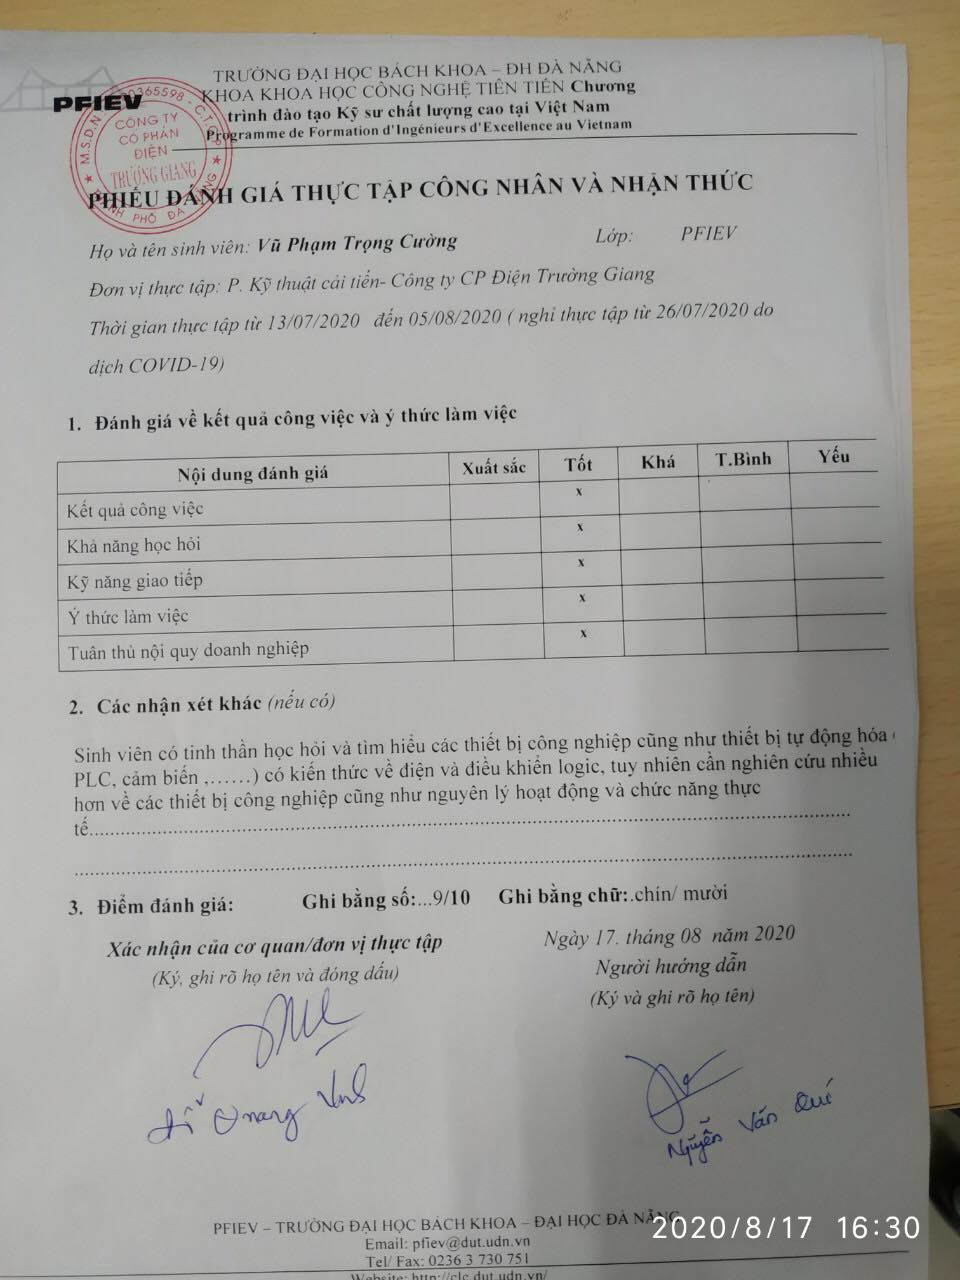 PFIEV
TRƯỜNG ĐẠI HỌC BÁCH KHOA – ĐH ĐÀ NẴNG
KHOA KHOA HỌC CÔNG NGHỆ TIÊN TIẾN Chương
trình đào tạo Kỹ sư chất lượng cao tại Việt Nam
Programme de Formation d'Ingénieurs d'Excellence au Vietnam
CÔNG TY
CỔ PHẦN
ĐIỆN
TRƯỜNG GIANG
PHIẾU ĐÁNH GIÁ THỰC TẬP CÔNG NHÂN VÀ NHẬN THỨC
Họ và tên sinh viên: Vũ Phạm Trọng Cường Lớp: PFIEV
Đơn vị thực tập: P. Kỹ thuật cải tiến- Công ty CP Điện Trường Giang
Thời gian thực tập từ 13/07/2020 đến 05/08/2020 ( nghỉ thực tập từ 26/07/2020 do
dịch COVID-19)
1. Đánh giá về kết quả công việc và ý thức làm việc
Nội dung đánh giá Xuất sắc Tốt Khá T.Bình Yếu
Kết quả công việc x
Khả năng học hỏi x
Kỹ năng giao tiếp x
Ý thức làm việc x
Tuân thủ nội quy doanh nghiệp x
2. Các nhận xét khác (nếu có)
Sinh viên có tinh thần học hỏi và tìm hiểu các thiết bị công nghiệp cũng như thiết bị tự động hóa (
PLC, cảm biến ,......) có kiến thức về điện và điều khiển logic, tuy nhiên cần nghiên cứu nhiều
hơn về các thiết bị công nghiệp cũng như nguyên lý hoạt động và chức năng thực
tế
3. Điểm đánh giá: Ghi bằng số:...9/10 Ghi bằng chữ:.chín/ mười
Xác nhận của cơ quan/đơn vị thực tập
(Ký, ghi rõ họ tên và đóng dấu)
Ngày 17. tháng 08 năm 2020
Người hướng dẫn
(Ký và ghi rõ họ tên)
Quang
Nguyễn Văn Quí
PFIEV – TRƯỜNG ĐẠI HỌC BÁCH KHOA – ĐẠI HỌC ĐÀ NẴNG
Email: pfiev@dut.udn.vn
Tel/ Fax: 0236 3 730 751
Website: http://clc.dut.udn.vn/
2020/8/17 16:30